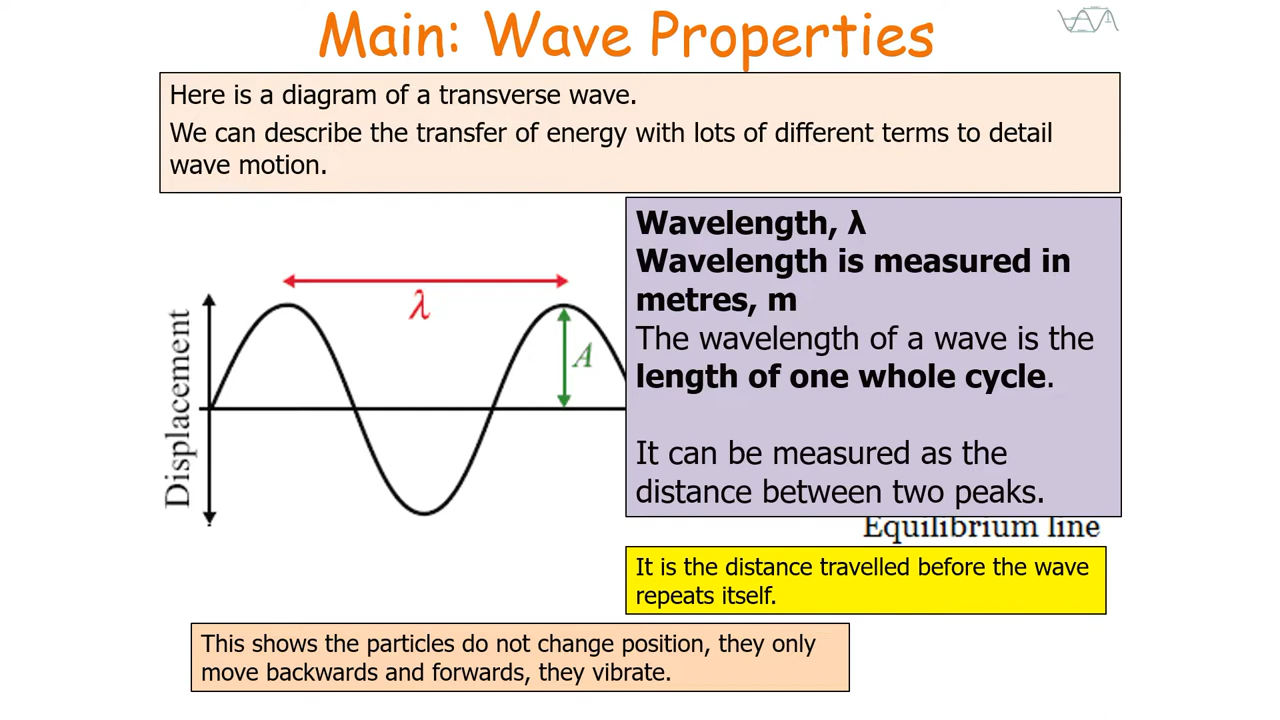 Main: Wave Properties
Here is a diagram of a transverse wave.
We can describe the transfer of energy with lots of different terms to detail
wave motion.
Wavelength, λ
Wavelength is measured in
metres, m
The wavelength of a wave is the
length of one whole cycle.
It can be measured as the
distance between two peaks.
λ
A
Displacement
Equilibrium line
It is the distance travelled before the wave
repeats itself.
This shows the particles do not change position, they only
move backwards and forwards, they vibrate.